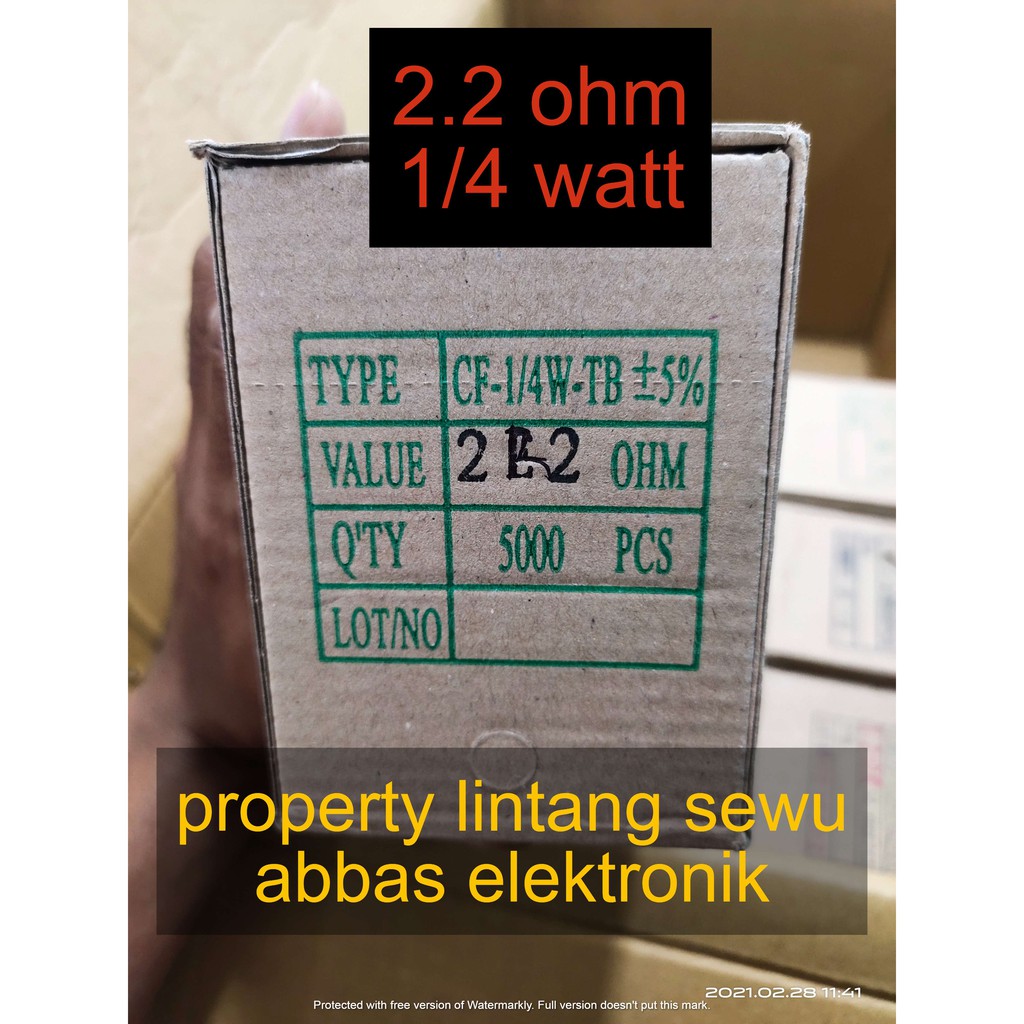 2.2 ohm
1/4 watt
TYPE CF-1/4W-TB ±5%
VALUE 2 2 OHM
Q'TY 5000 PCS
LOT/NO
property lintang sewu
abbas elektronik
2021.02.28 11:41
Protected with free version of Watermarkly. Full version doesn't put this mark.